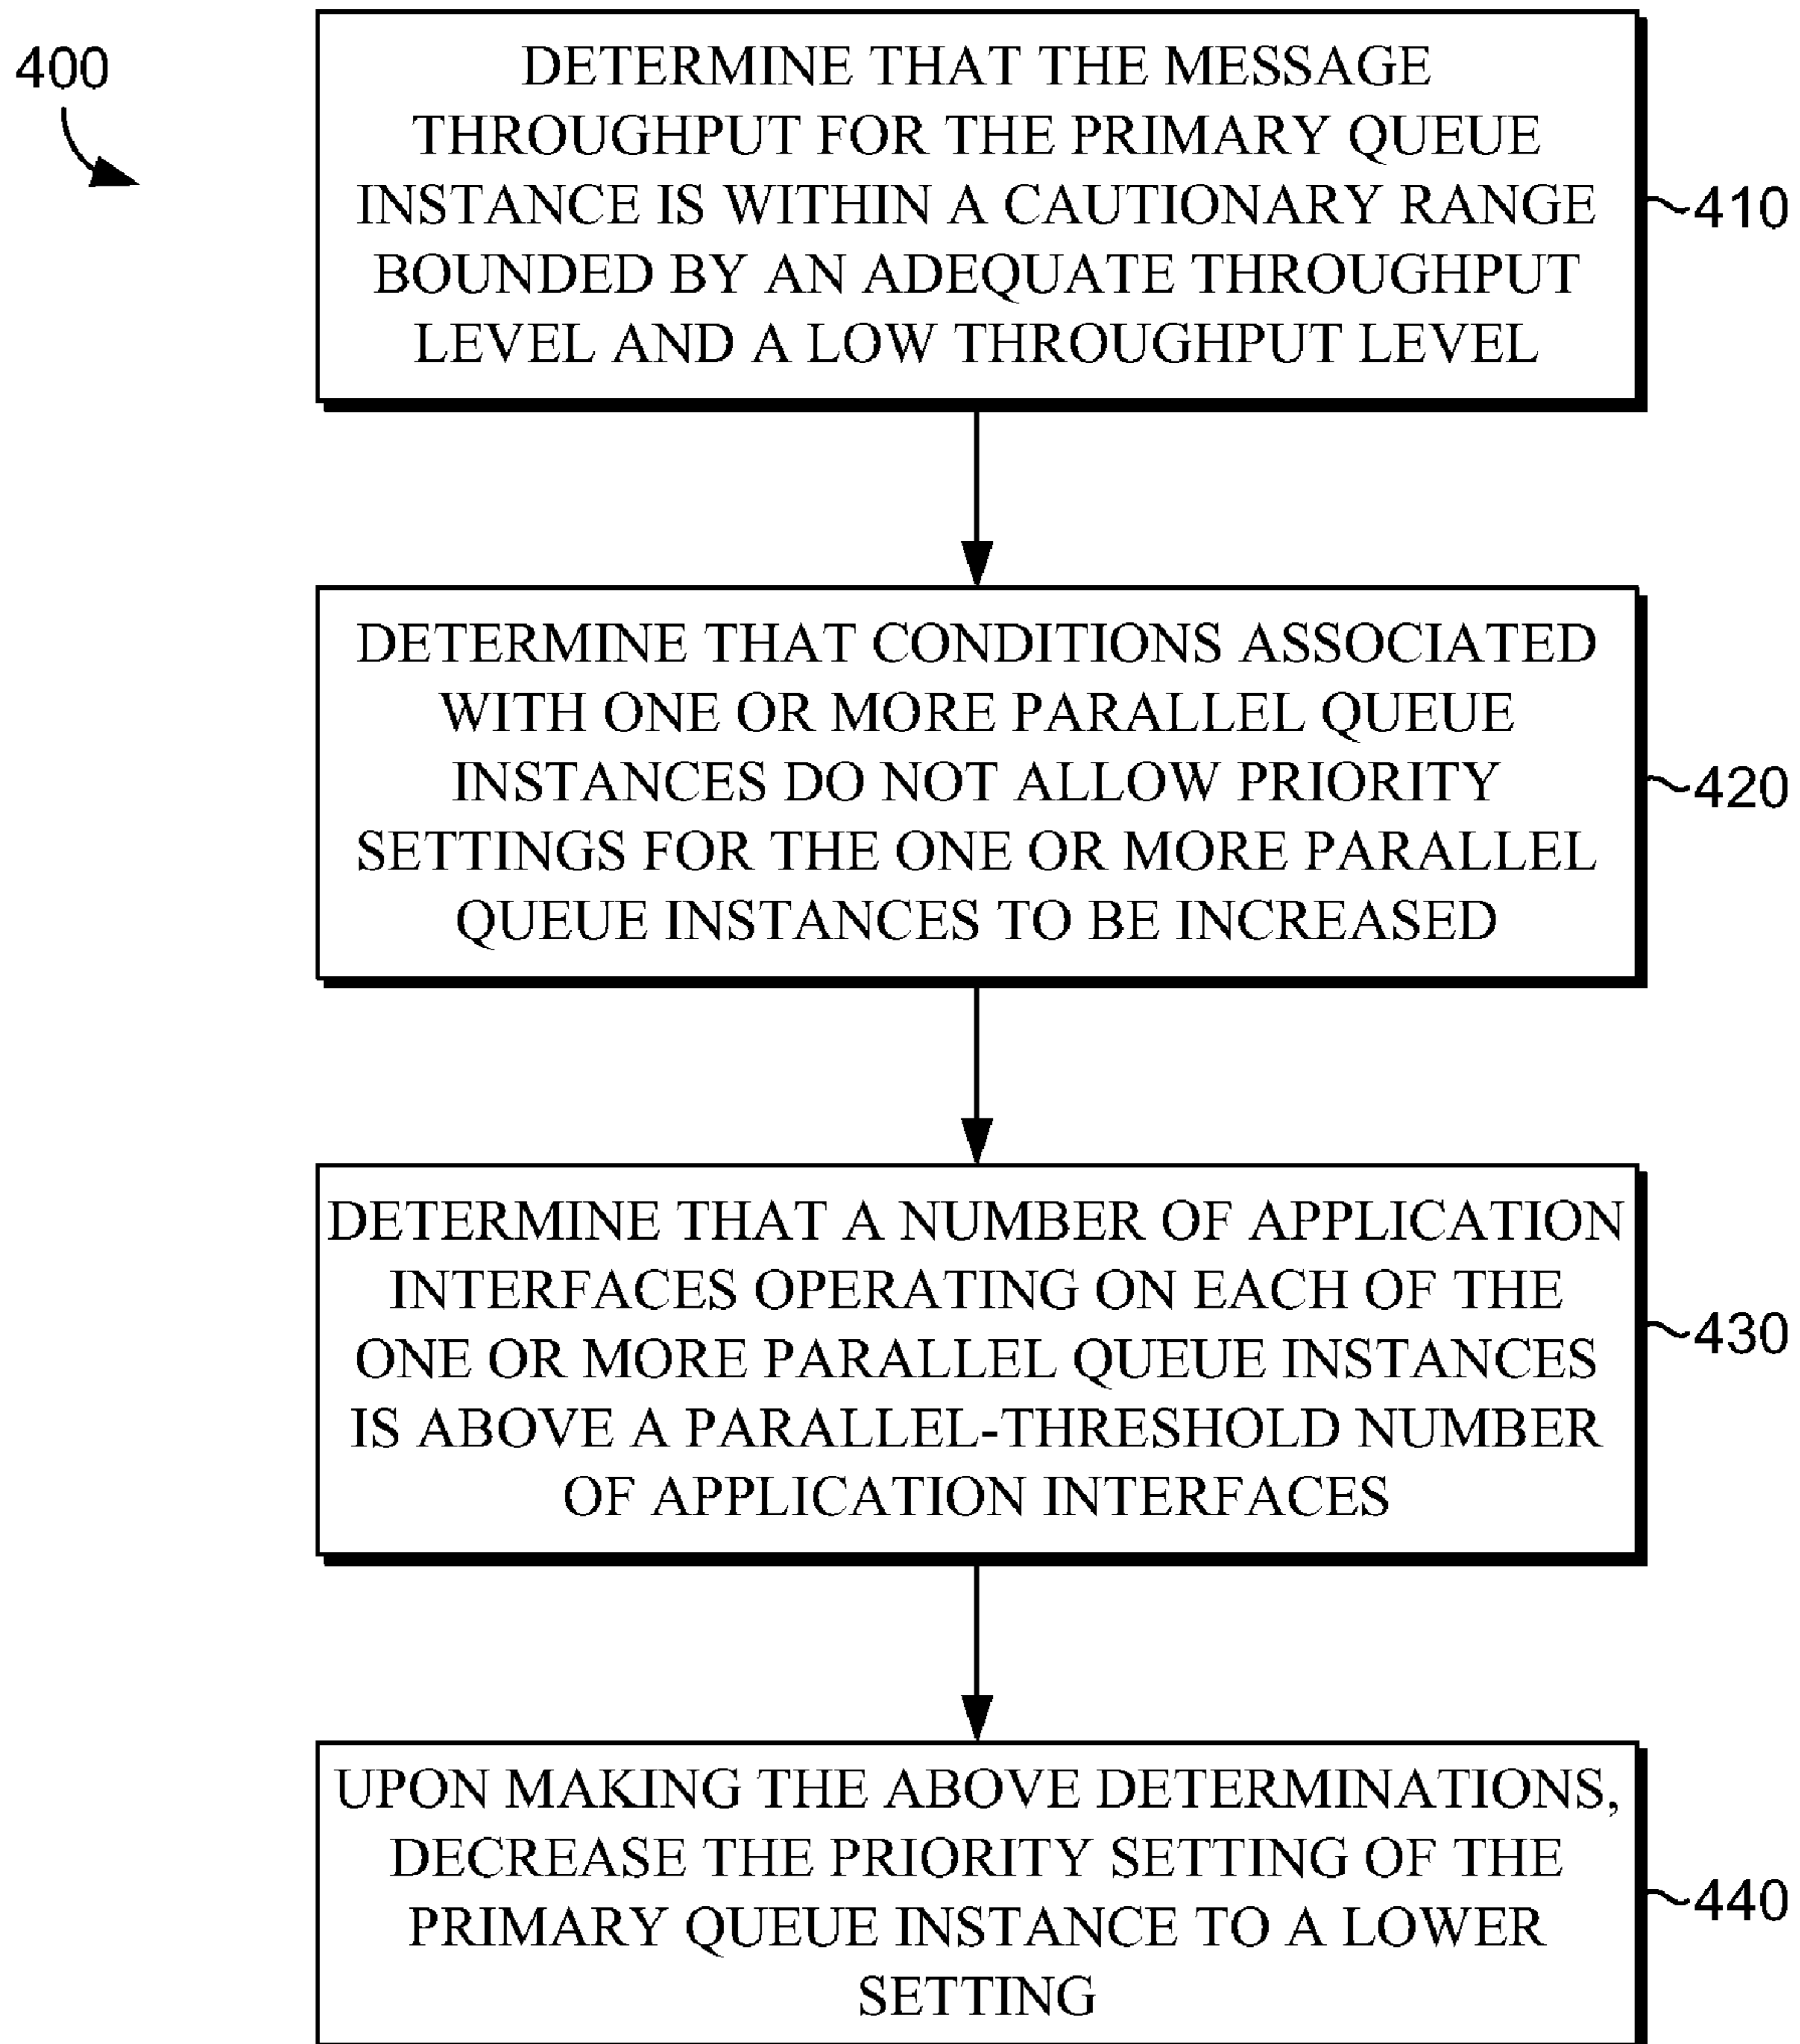 400
DETERMINE THAT THE MESSAGE
THROUGHPUT FOR THE PRIMARY QUEUE
INSTANCE IS WITHIN A CAUTIONARY RANGE
BOUNDED BY AN ADEQUATE THROUGHPUT
LEVEL AND A LOW THROUGHPUT LEVEL
410
DETERMINE THAT CONDITIONS ASSOCIATED
WITH ONE OR MORE PARALLEL QUEUE
INSTANCES DO NOT ALLOW PRIORITY
SETTINGS FOR THE ONE OR MORE PARALLEL
QUEUE INSTANCES TO BE INCREASED
420
DETERMINE THAT A NUMBER OF APPLICATION
INTERFACES OPERATING ON EACH OF THE
ONE OR MORE PARALLEL QUEUE INSTANCES
IS ABOVE A PARALLEL-THRESHOLD NUMBER
OF APPLICATION INTERFACES
430
UPON MAKING THE ABOVE DETERMINATIONS,
DECREASE THE PRIORITY SETTING OF THE
PRIMARY QUEUE INSTANCE TO A LOWER
SETTING
440